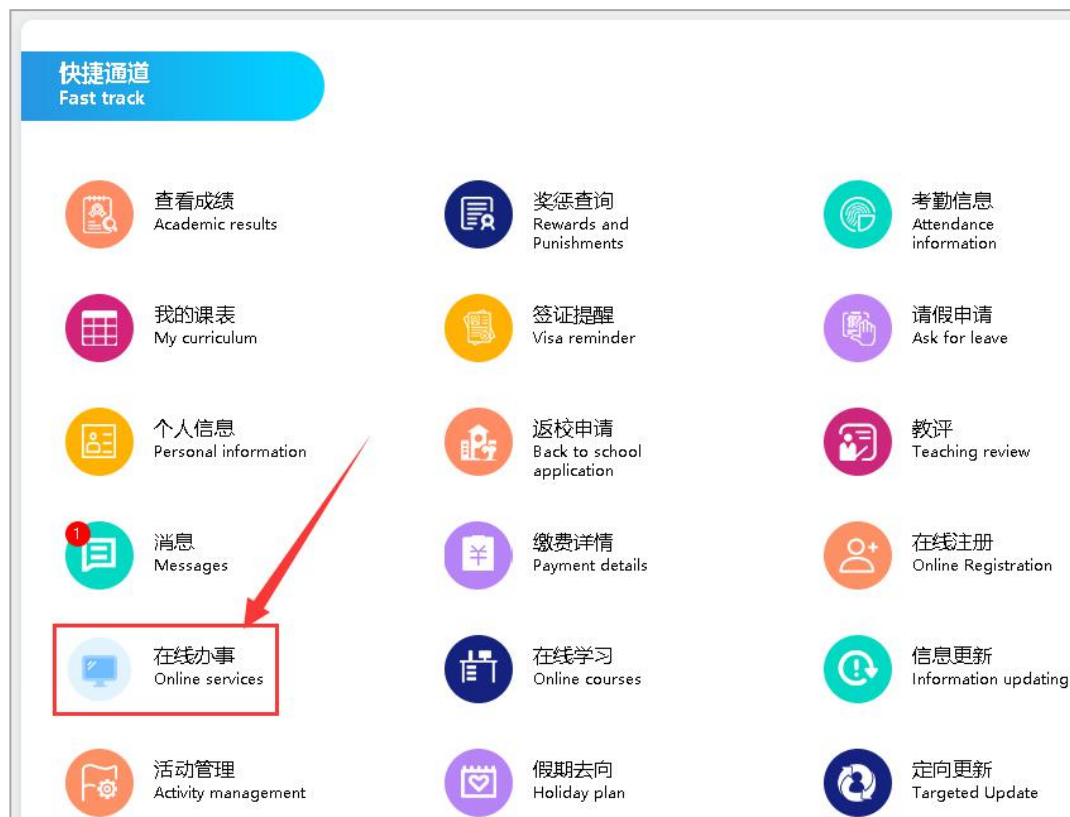 快捷通道
Fast track
查看成绩
Academic results
奖惩查询
Rewards and
Punishments
考勤信息
Attendance
information
我的课表
My curriculum
签证提醒
Visa reminder
请假申请
Ask for leave
个人信息
Personal information
返校申请
Back to school
application
教评
Teaching review
1
消息
Messages
缴费详情
Payment details
在线注册
Online Registration
在线办事
Online services
在线学习
Online courses
信息更新
Information updating
活动管理
Activity management
假期去向
Holiday plan
定向更新
Targeted Update